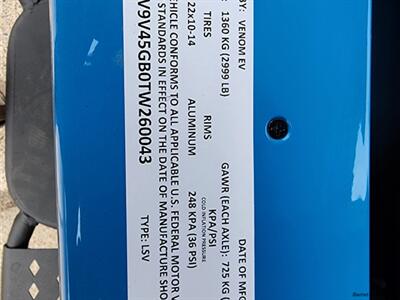 BY: VENOM EV DATE OF MF
: 1360 KG (2999 LB) GAWR (EACH AXLE): 725 KG (
TIRES RIMS KPA/PSI
COLD INFLATION PRESSURE
22x10-14 ALUMINUM 248 KPA (36 PSI)
EHICLE CONFORMS TO ALL APPLICABLE U.S. FEDERAL MOTOR V
STANDARDS IN EFFECT ON THE DATE OF MANUFACTURE SHO
V9V45GB0TW260043 TYPE: LSV